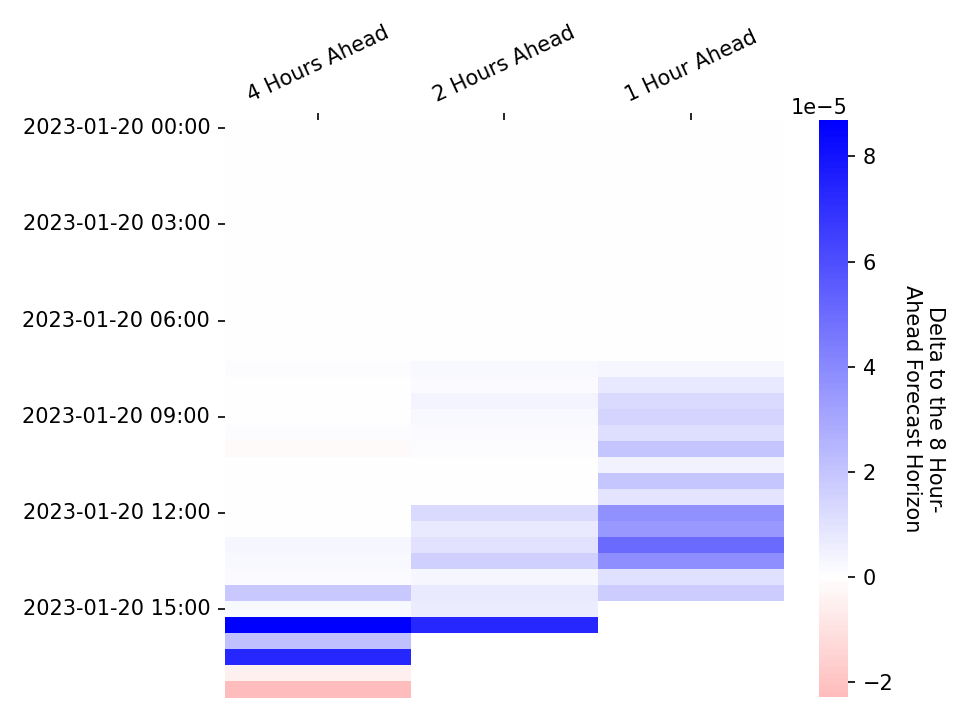 4 Hours Ahead
2 Hours Ahead
1 Hour Ahead
1e−5
2023-01-20 00:00
2023-01-20 03:00
2023-01-20 06:00
2023-01-20 09:00
2023-01-20 12:00
2023-01-20 15:00
8
6
4
2
0
−2
Delta to the 8 Hour-
Ahead Forecast Horizon